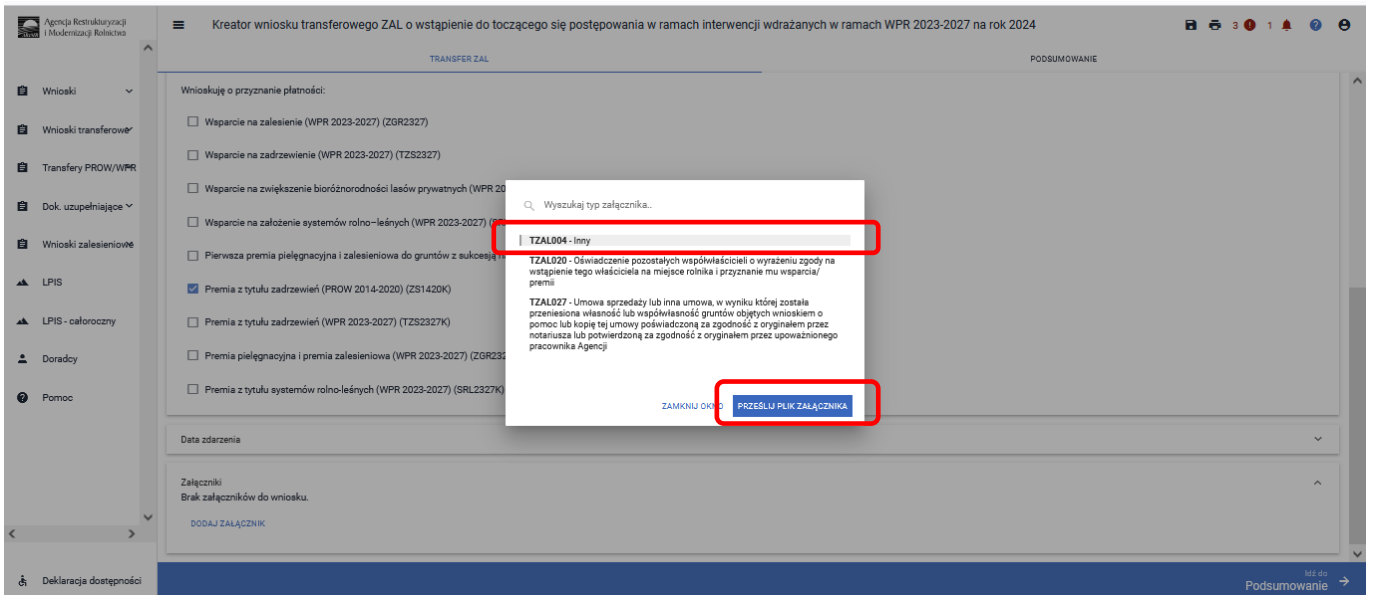 Agencja Restrukturyzacji
i Modernizacji Rolnictwa
Kreator wniosku transferowego ZAL o wstąpienie do toczącego się postępowania w ramach interwencji wdrażanych w ramach WPR 2023-2027 na rok 2024
3
1
TRANSFER ZAL
PODSUMOWANIE
Wnioski
Wnioski transferowe
Transfery PROW/WPR
Dok. uzupełniające
Wnioski zalesieniowe
LPIS
LPIS - całoroczny
Doradcy
Pomoc
Deklaracja dostępności
Wnioskuję o przyznanie płatności:
Wsparcie na zalesienie (WPR 2023-2027) (ZGR2327)
Wsparcie na zadrzewienie (WPR 2023-2027) (TZS2327)
Wsparcie na zwiększenie bioróżnorodności lasów prywatnych (WPR 20
Wsparcie na założenie systemów rolno–leśnych (WPR 2023-2027) (SR
Pierwsza premia pielęgnacyjna i zalesieniowa do gruntów z sukcesją n
Premia z tytułu zadrzewień (PROW 2014-2020) (ZS1420K)
Premia z tytułu zadrzewień (WPR 2023-2027) (TZS2327K)
Premia pielęgnacyjna i premia zalesieniowa (WPR 2023-2027) (ZGR232
Premia z tytułu systemów rolno-leśnych (WPR 2023-2027) (SRL2327K)
Wyszukaj typ załącznika..
TZAL004 - Inny
TZAL020 - Oświadczenie pozostałych współwłaścicieli o wyrażeniu zgody na
wstąpienie tego właściciela na miejsce rolnika i przyznanie mu wsparcia/
premii
TZAL027 - Umowa sprzedaży lub inna umowa, w wyniku której została
przeniesiona własność lub współwłasność gruntów objętych wnioskiem o
pomoc lub kopię tej umowy poświadczoną za zgodność z oryginałem przez
notariusza lub potwierdzoną za zgodność z oryginałem przez upoważnionego
pracownika Agencji
ZAMKNIJ OKNO
PRZEŚLIJ PLIK ZAŁĄCZNIKA
Data zdarzenia
Załączniki
Brak załączników do wniosku.
DODAJ ZAŁĄCZNIK
Idź do
Podsumowanie